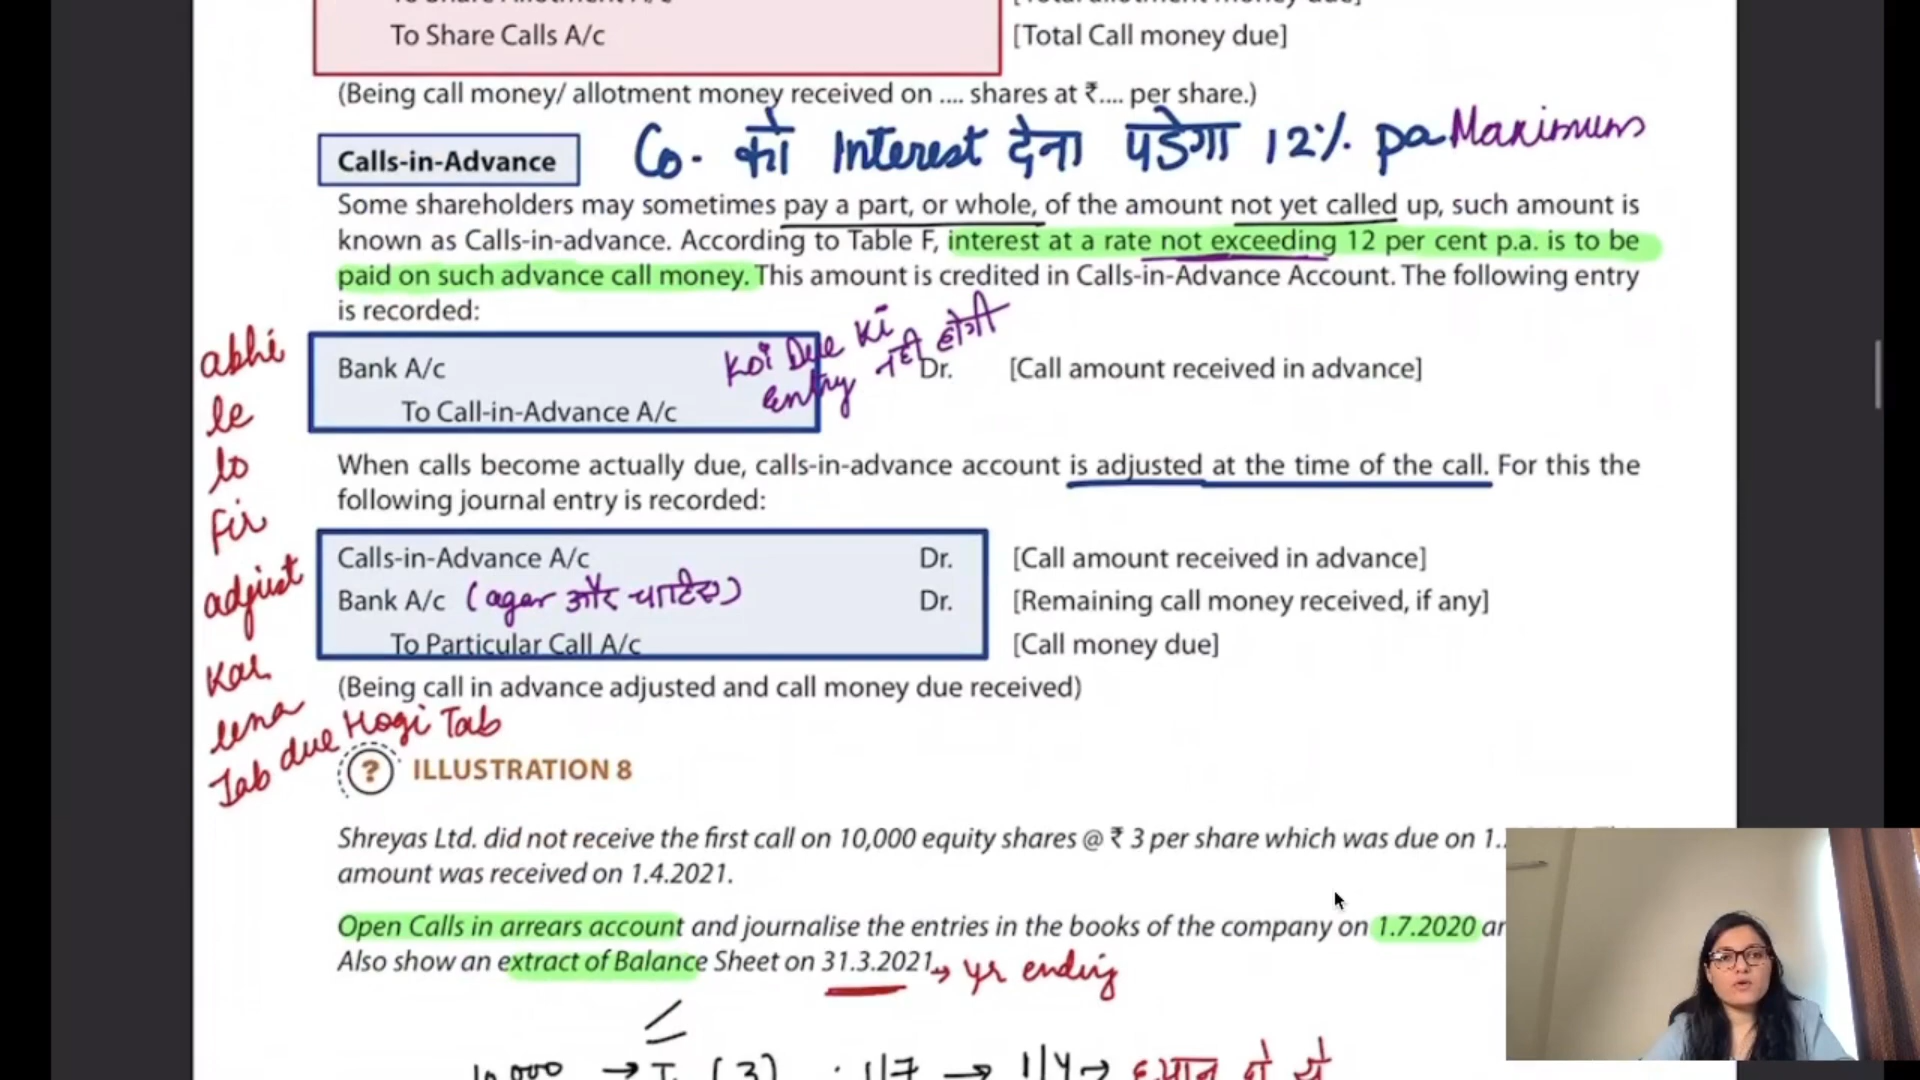 To Share Calls A/c [Total Call money due]
(Being call money/ allotment money received on .... shares at ₹.... per share.)
Calls-in-Advance Co. को Interest देना पडेगा 12% pa Maximum
Some shareholders may sometimes pay a part, or whole, of the amount not yet called up, such amount is
known as Calls-in-advance. According to Table F, interest at a rate not exceeding 12 per cent p.a. is to be
paid on such advance call money. This amount is credited in Calls-in-Advance Account. The following entry
is recorded:
Koi Due Ki
entry नही होगी
Bank A/c Dr. [Call amount received in advance]
To Call-in-Advance A/c
When calls become actually due, calls-in-advance account is adjusted at the time of the call. For this the
following journal entry is recorded:
Calls-in-Advance A/c Dr. [Call amount received in advance]
Bank A/c (agar और चाहिए) Dr. [Remaining call money received, if any]
To Particular Call A/c [Call money due]
(Being call in advance adjusted and call money due received)
abhi
le
lo
Fir
adjust
Kar
lena
Jab due Hogi Tab
? ILLUSTRATION 8
Shreyas Ltd. did not receive the first call on 10,000 equity shares @ ₹ 3 per share which was due on 1.
amount was received on 1.4.2021.
Open Calls in arrears account and journalise the entries in the books of the company on 1.7.2020
Also show an extract of Balance Sheet on 31.3.2021 → yr ending
10,000 → I (3) 1/7 → 1/4 →